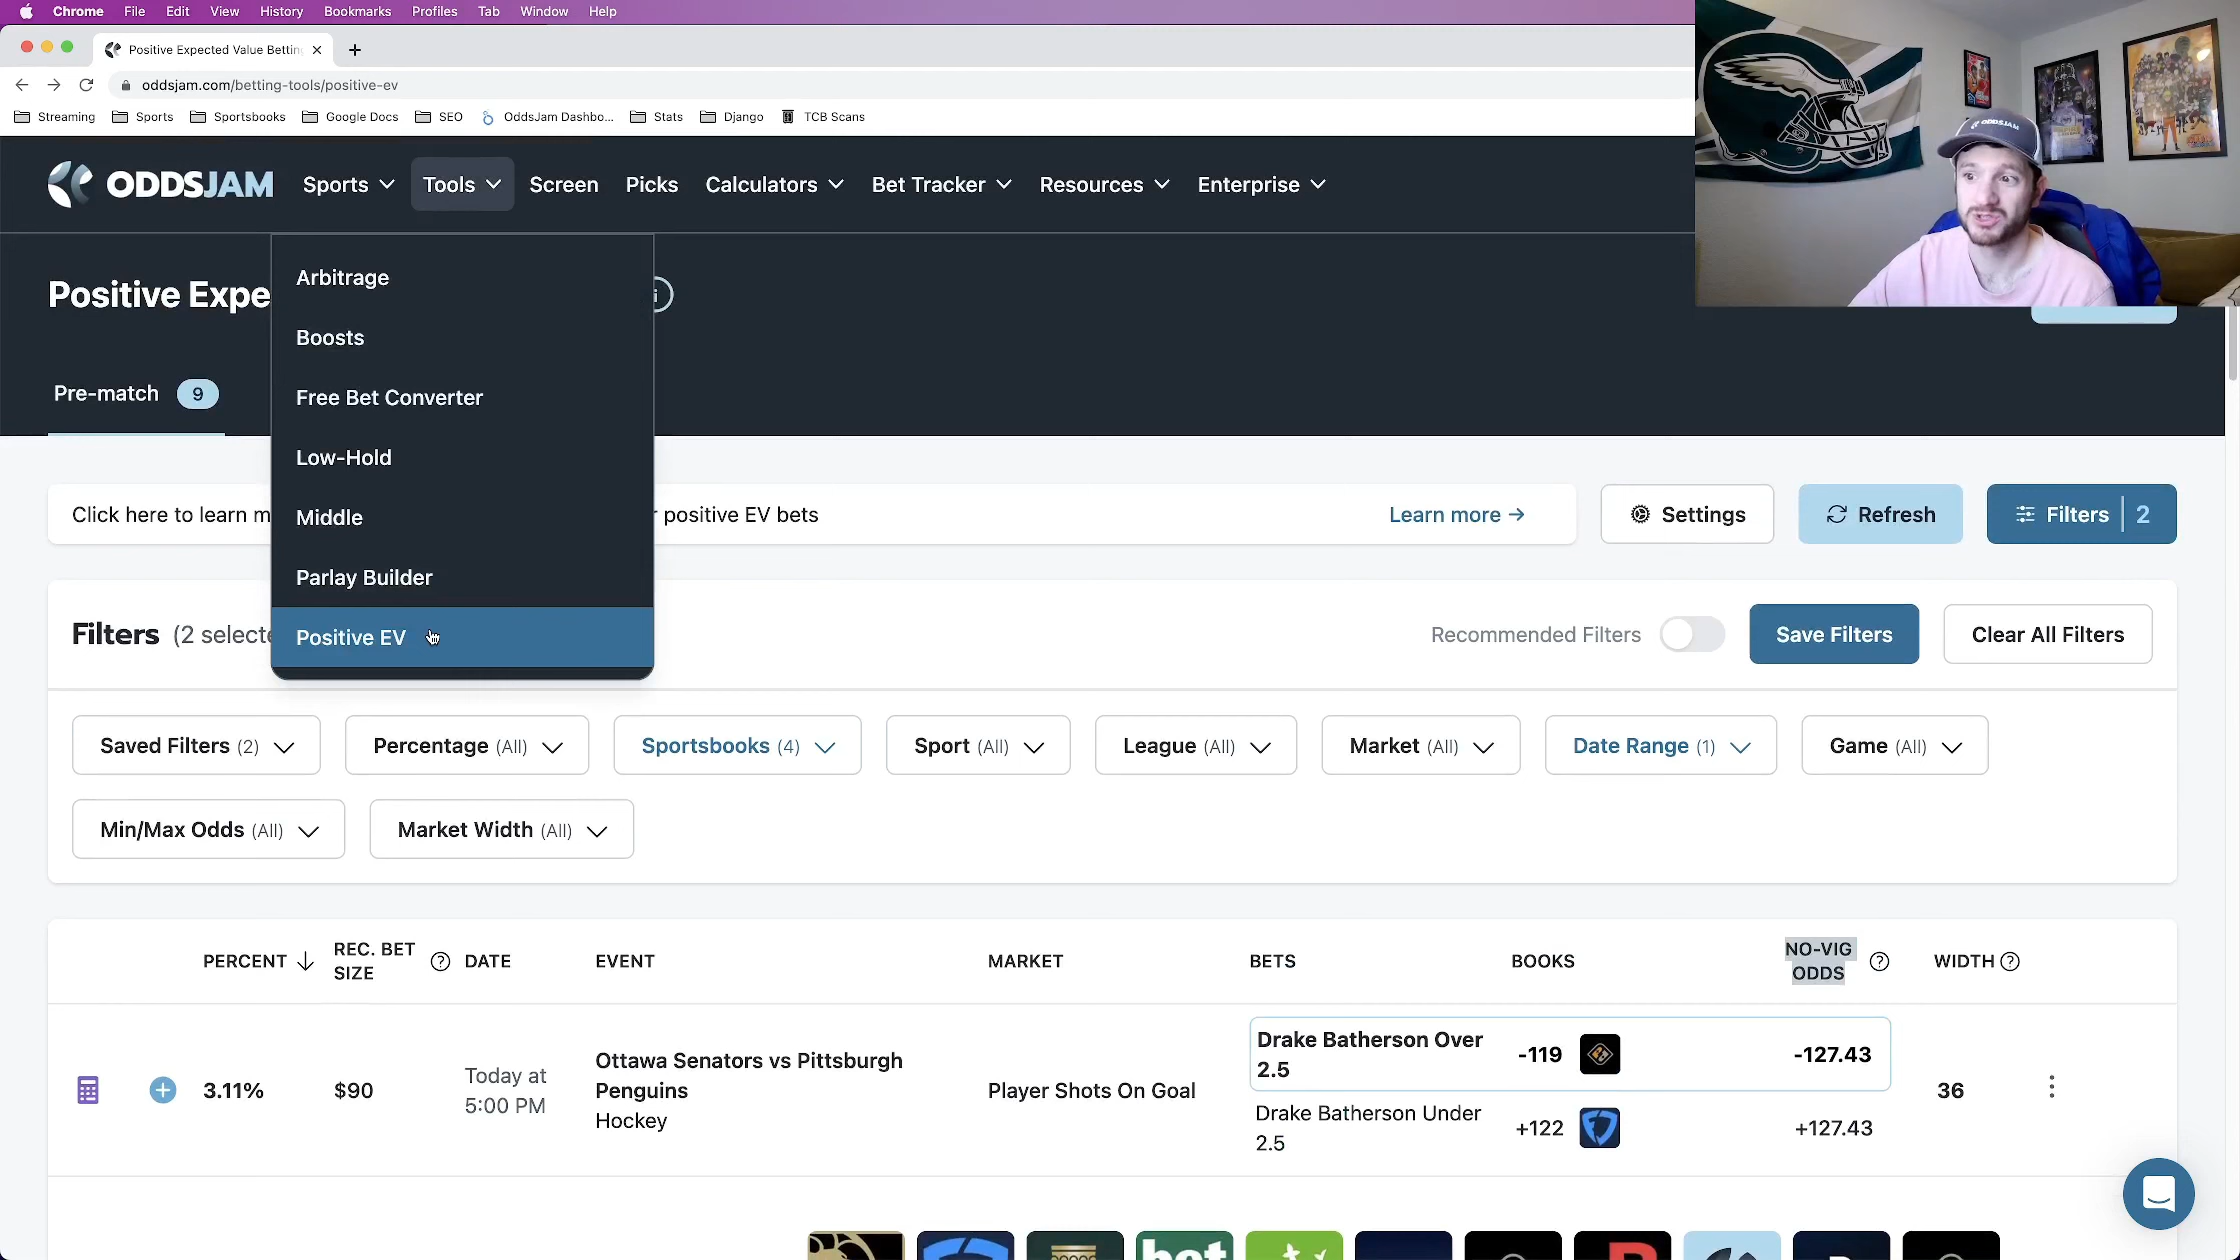 Chrome File Edit View History Bookmarks Profiles Tab Window Help
Positive Expected Value Bettin
oddsjam.com/betting-tools/positive-ev
Streaming Sports Sportsbooks Google Docs SEO OddsJam Dashbo... Stats Django TCB Scans
ODDSJAM Sports Tools Screen Picks Calculators Bet Tracker Resources Enterprise
ODDSJAM
Arbitrage
Positive Expe
Boosts
Pre-match 9
Free Bet Converter
Low-Hold
Middle
Click here to learn m r positive EV bets Learn more → Settings Refresh Filters 2
Parlay Builder
Positive EV
Filters (2 selecte Recommended Filters Save Filters Clear All Filters
Saved Filters (2) Percentage (All) Sportsbooks (4) Sport (All) League (All) Market (All) Date Range (1) Game (All)
Min/Max Odds (All) Market Width (All)
PERCENT REC. BET SIZE ? DATE EVENT MARKET BETS BOOKS NO-VIG ODDS ? WIDTH ?
3.11% $90
Today at
5:00 PM
Ottawa Senators vs Pittsburgh
Penguins
Hockey
Player Shots On Goal
Drake Batherson Over
2.5
-119 -127.43
Drake Batherson Under
2.5
+122 +127.43
36
bet